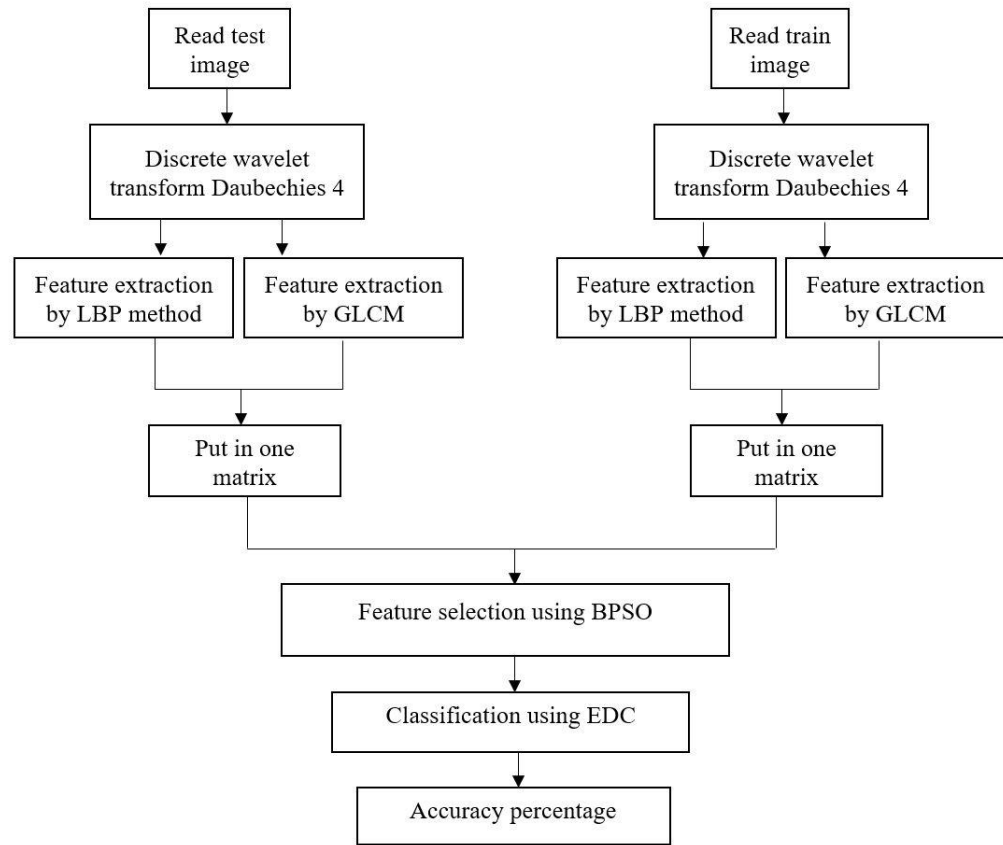 Read test
image
Read train
image
Discrete wavelet
transform Daubechies 4
Discrete wavelet
transform Daubechies 4
Feature extraction
by LBP method
Feature extraction
by GLCM
Feature extraction
by LBP method
Feature extraction
by GLCM
Put in one
matrix
Put in one
matrix
Feature selection using BPSO
Classification using EDC
Accuracy percentage